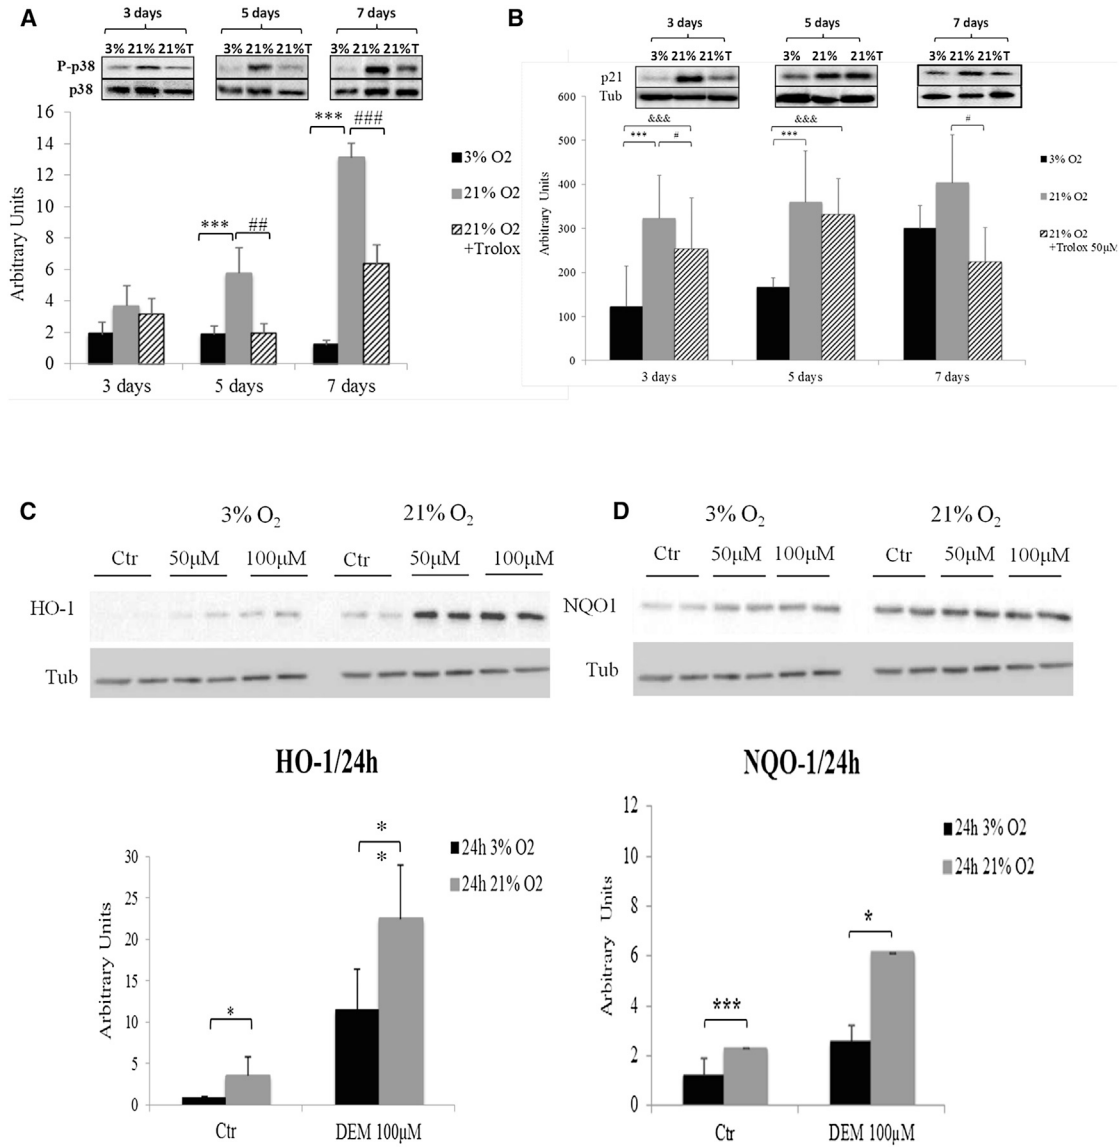 A
3 days 5 days 7 days
3% 21% 21%T 3% 21% 21%T 3% 21% 21%T
P-p38
p38
16
14
12
10
8
6
4
2
0
Arbitrary Units
*** ##
*** ###
3% O2
21% O2
21% O2
+Trolox
3 days 5 days 7 days
B
3 days 5 days 7 days
3% 21% 21%T 3% 21% 21%T 3% 21% 21%T
p21
Tub
600
500
400
300
200
100
0
Arbitrary Units
&&&
*** #
&&&
***
#
3% O2
21% O2
21% O2
+Trolox 50µM
3 days 5 days 7 days
C
3% O2 21% O2
Ctr 50µM 100µM Ctr 50µM 100µM
HO-1
Tub
HO-1/24h
30
25
20
15
10
5
0
Arbitrary Units
*
*
*
24h 3% O2
24h 21% O2
Ctr DEM 100µM
D
3% O2 21% O2
Ctr 50µM 100µM Ctr 50µM 100µM
NQO1
Tub
NQO-1/24h
12
10
8
6
4
2
0
Arbitrary Units
***
*
24h 3% O2
24h 21% O2
Ctr DEM 100µM